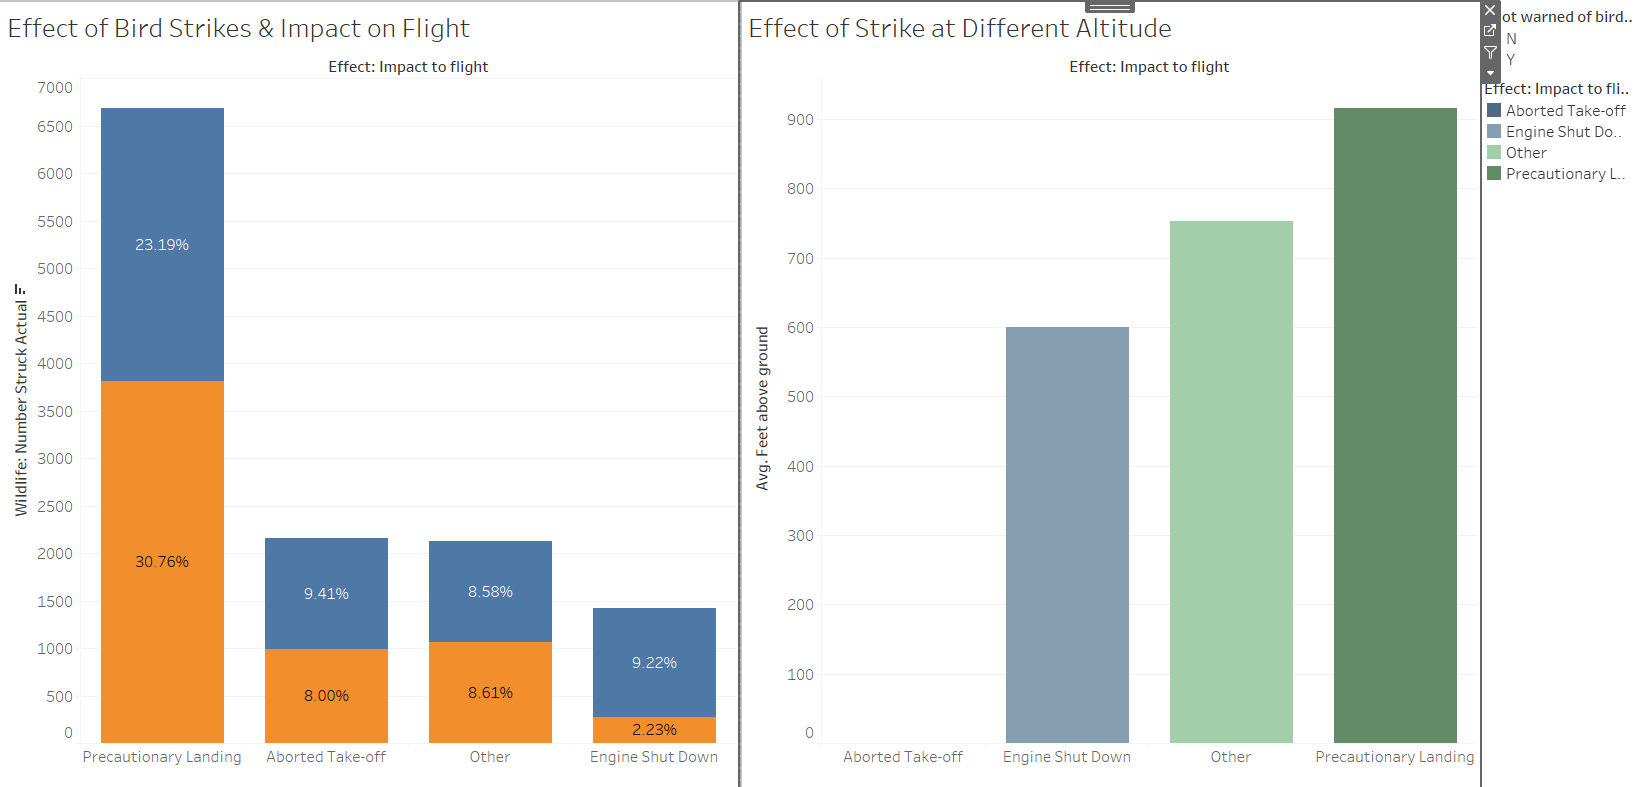 Effect of Bird Strikes & Impact on Flight
Effect: Impact to flight
Wildlife: Number Struck Actual
7000
6500
6000
5500
5000
4500
4000
3500
3000
2500
2000
1500
1000
500
0
23.19%
30.76%
9.41%
8.00%
8.58%
8.61%
9.22%
2.23%
Precautionary Landing
Aborted Take-off
Other
Engine Shut Down
Effect of Strike at Different Altitude
Effect: Impact to flight
Avg. Feet above ground
900
800
700
600
500
400
300
200
100
0
Aborted Take-off
Engine Shut Down
Other
Precautionary Landing
ot warned of bird..
N
Y
Effect: Impact to fli..
Aborted Take-off
Engine Shut Do..
Other
Precautionary L..